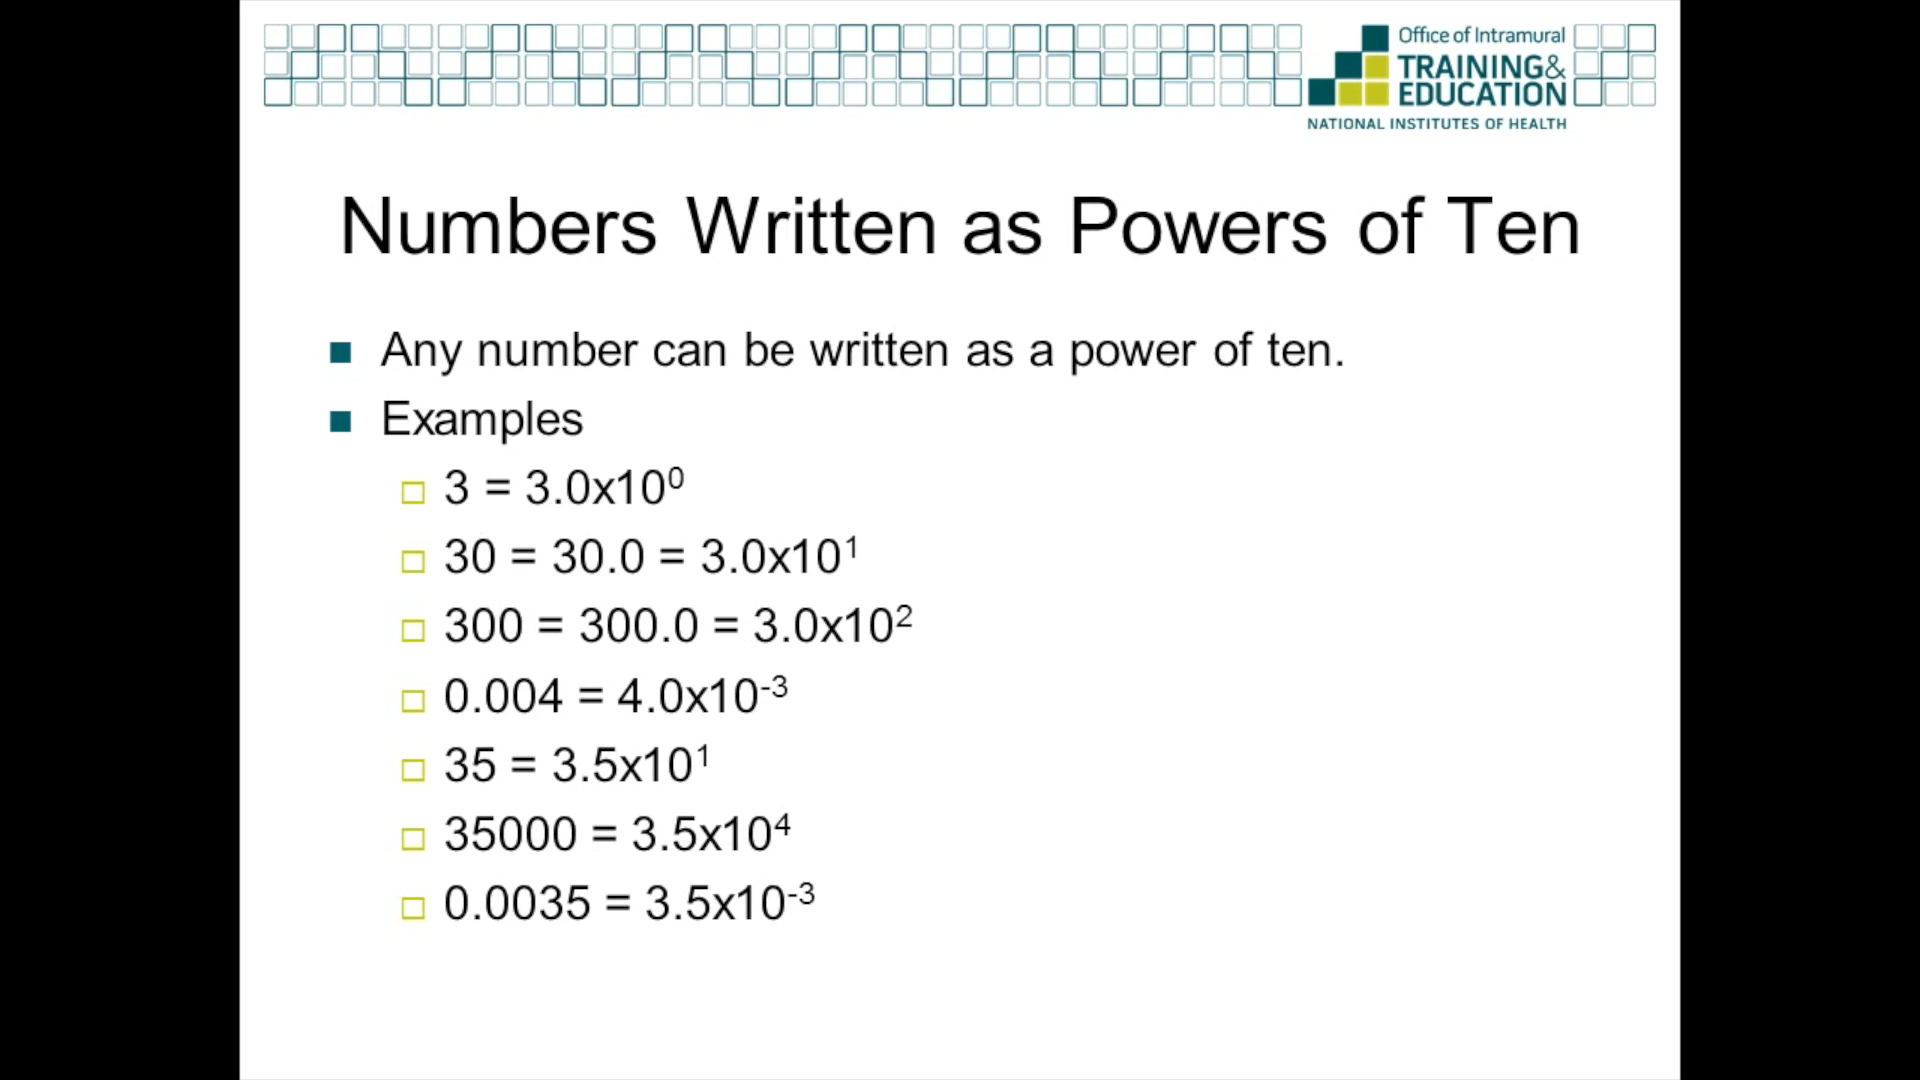 Office of Intramural
TRAINING&
EDUCATION
NATIONAL INSTITUTES OF HEALTH
Numbers Written as Powers of Ten
Any number can be written as a power of ten.
Examples
3 = 3.0x10⁰
30 = 30.0 = 3.0x10¹
300 = 300.0 = 3.0x10²
0.004 = 4.0x10⁻³
35 = 3.5x10¹
35000 = 3.5x10⁴
0.0035 = 3.5x10⁻³